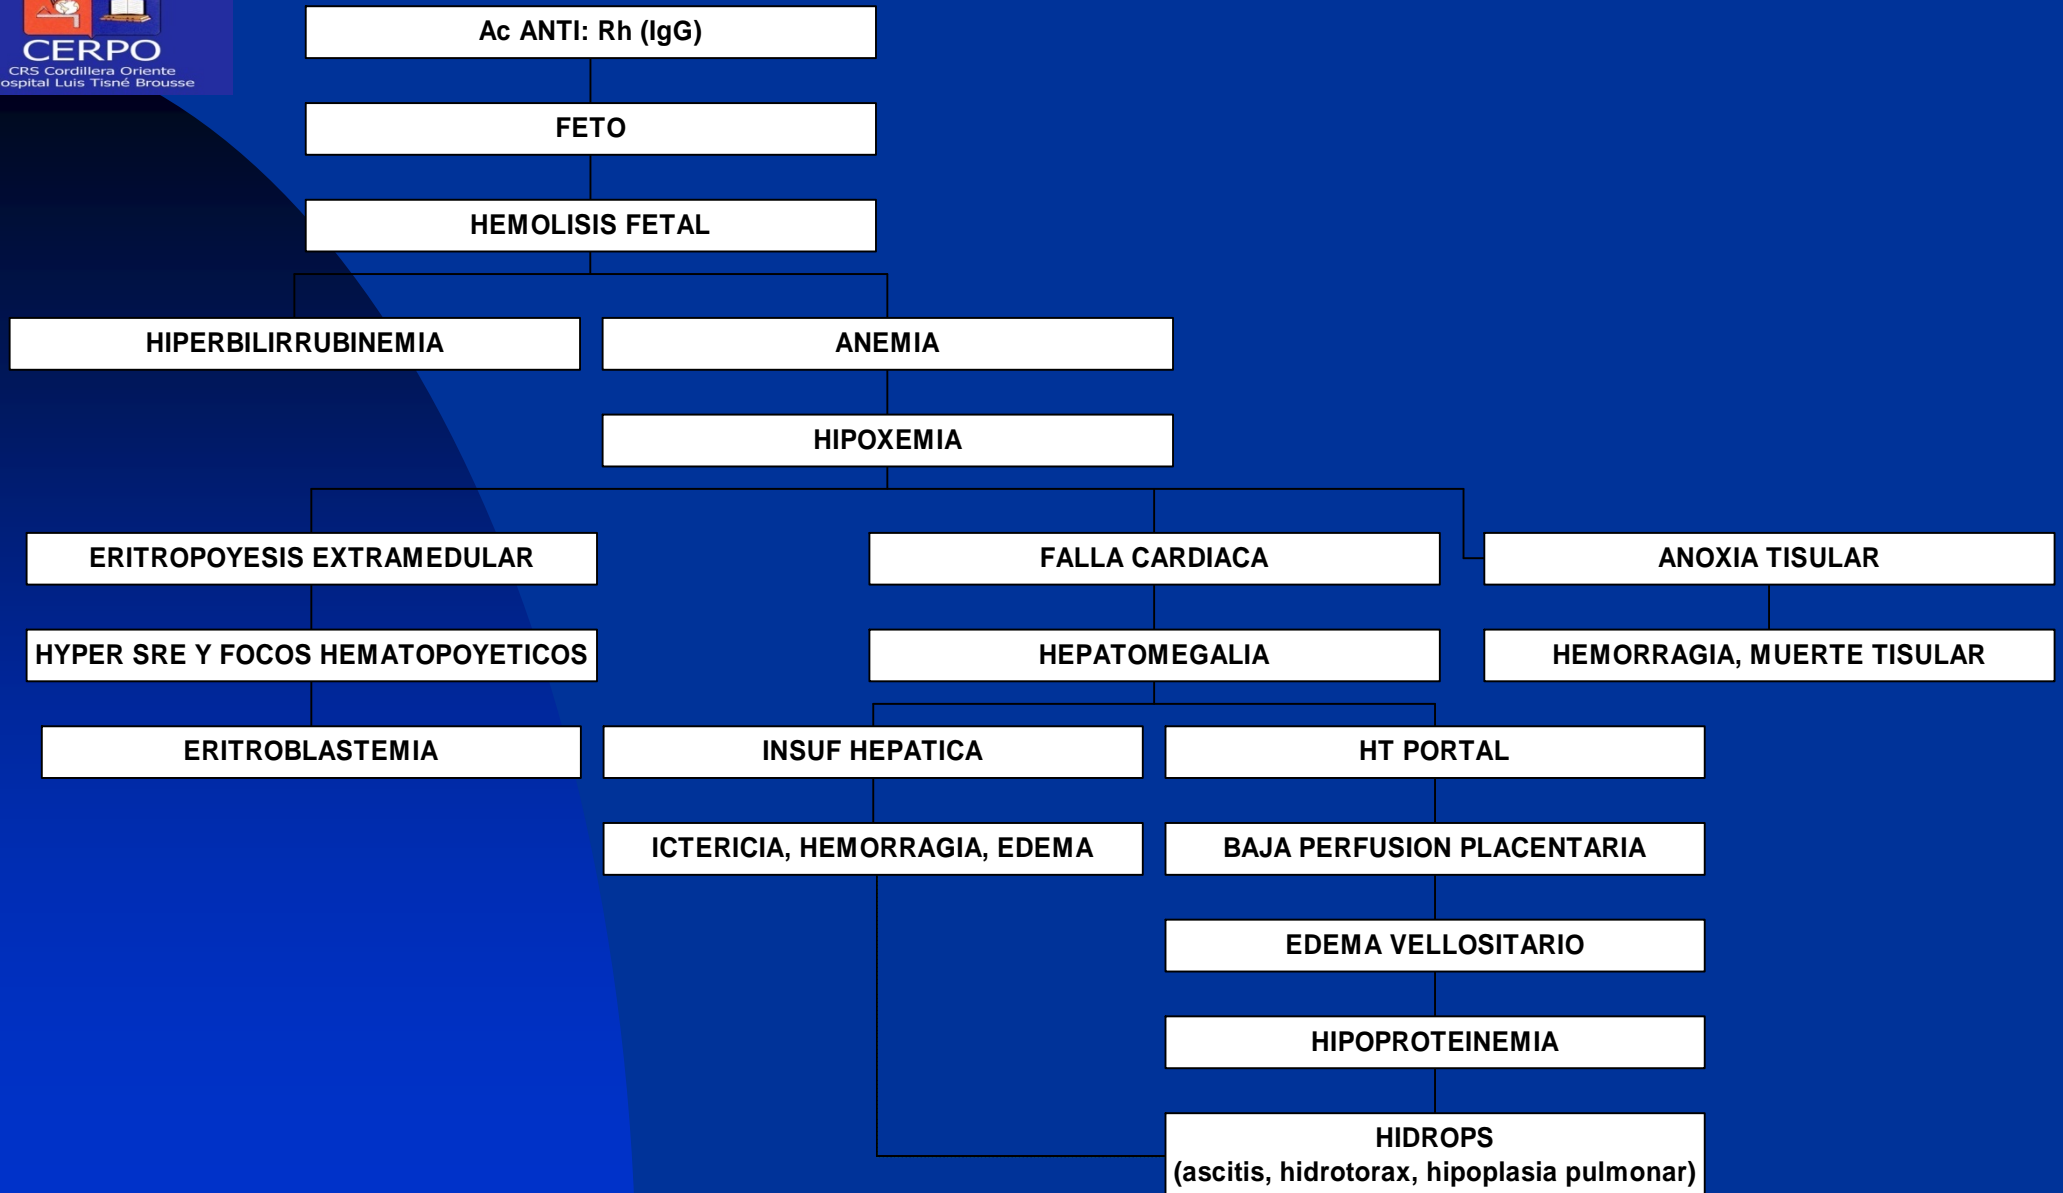 CERPO
CRS Cordillera Oriente
ospital Luis Tisné Brousse
Ac ANTI: Rh (IgG)
FETO
HEMOLISIS FETAL
HIPERBILIRRUBINEMIA
ANEMIA
HIPOXEMIA
ERITROPOYESIS EXTRAMEDULAR
FALLA CARDIACA
ANOXIA TISULAR
HYPER SRE Y FOCOS HEMATOPOYETICOS
HEPATOMEGALIA
HEMORRAGIA, MUERTE TISULAR
ERITROBLASTEMIA
INSUF HEPATICA
HT PORTAL
ICTERICIA, HEMORRAGIA, EDEMA
BAJA PERFUSION PLACENTARIA
EDEMA VELLOSITARIO
HIPOPROTEINEMIA
HIDROPS
(ascitis, hidrotorax, hipoplasia pulmonar)